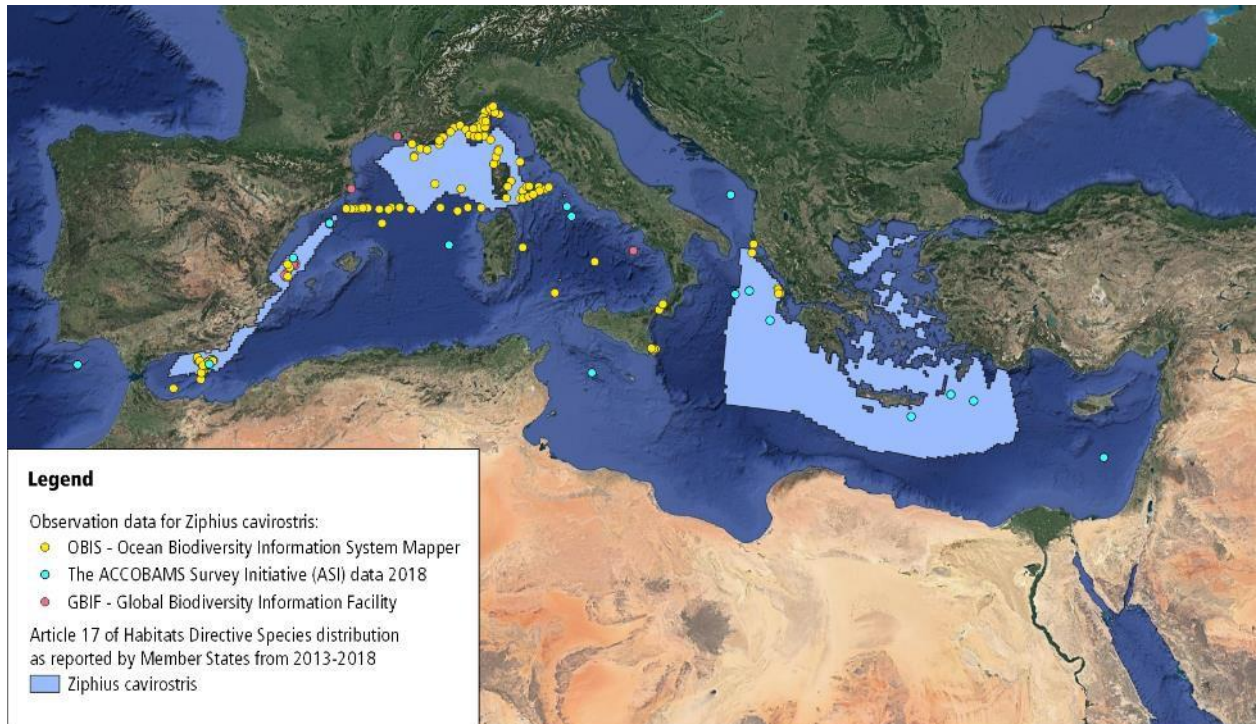 Legend
Observation data for Ziphius cavirostris:
OBIS - Ocean Biodiversity Information System Mapper
The ACCOBAMS Survey Initiative (ASI) data 2018
GBIF - Global Biodiversity Information Facility
Article 17 of Habitats Directive Species distribution
as reported by Member States from 2013-2018
Ziphius cavirostris